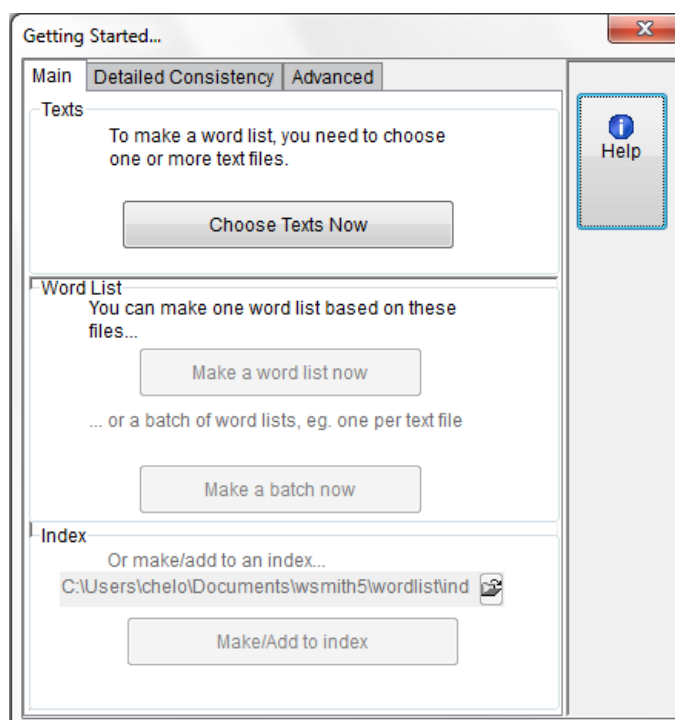 Getting Started...
Main
Detailed Consistency
Advanced
Help
Texts
To make a word list, you need to choose
one or more text files.
Choose Texts Now
Word List
You can make one word list based on these
files...
Make a word list now
... or a batch of word lists, eg. one per text file
Make a batch now
Index
Or make/add to an index...
C:\Users\chelo\Documents\wsmith5\wordlist\ind
Make/Add to index